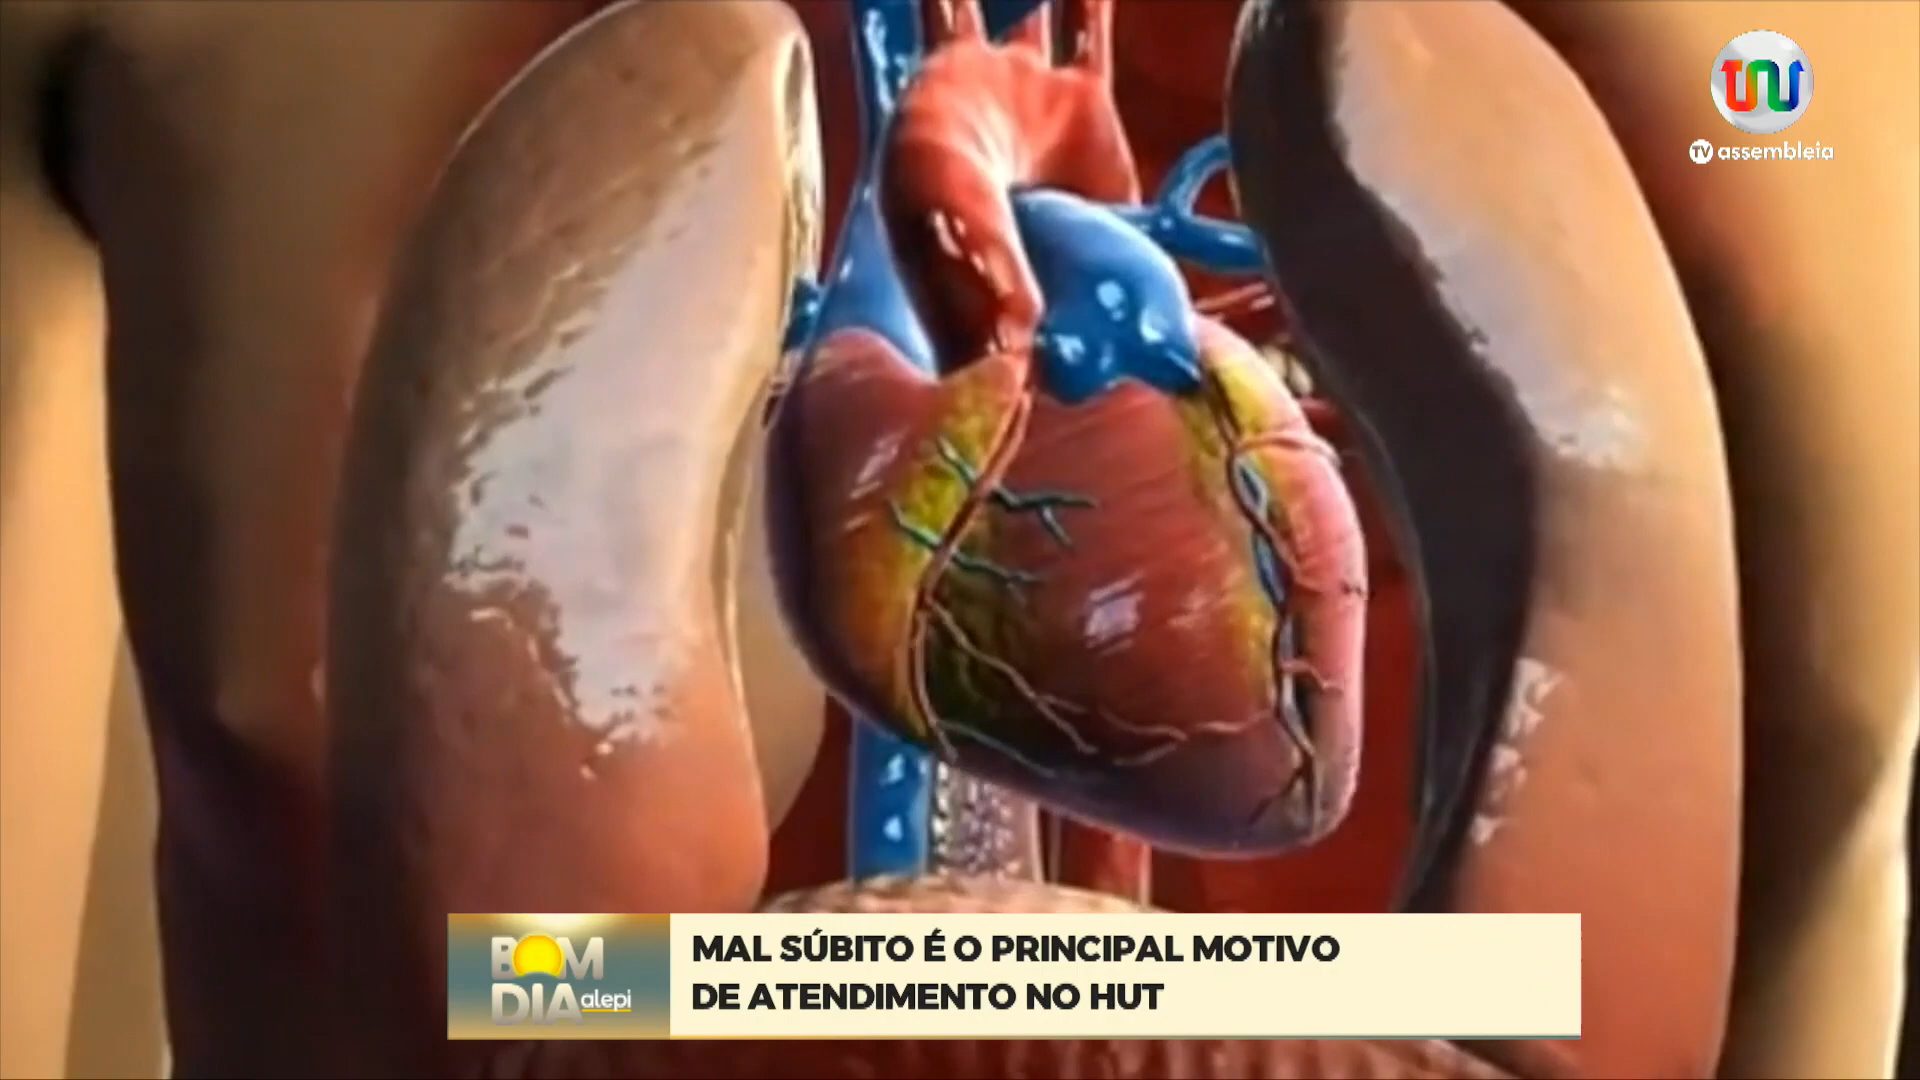 TV assembleia
BOM
DIA alepi
MAL SÚBITO É O PRINCIPAL MOTIVO
DE ATENDIMENTO NO HUT